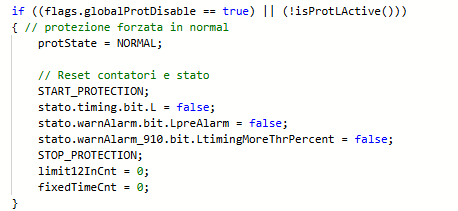 if ((flags.globalProtDisable == true) || (!isProtLActive()))
{ // protezione forzata in normal
    protState = NORMAL;

    // Reset contatori e stato
    START_PROTECTION;
    stato.timing.bit.L = false;
    stato.warnAlarm.bit.LpreAlarm = false;
    stato.warnAlarm_910.bit.LtimingMoreThrPercent = false;
    STOP_PROTECTION;
    limit12InCnt = 0;
    fixedTimeCnt = 0;
}